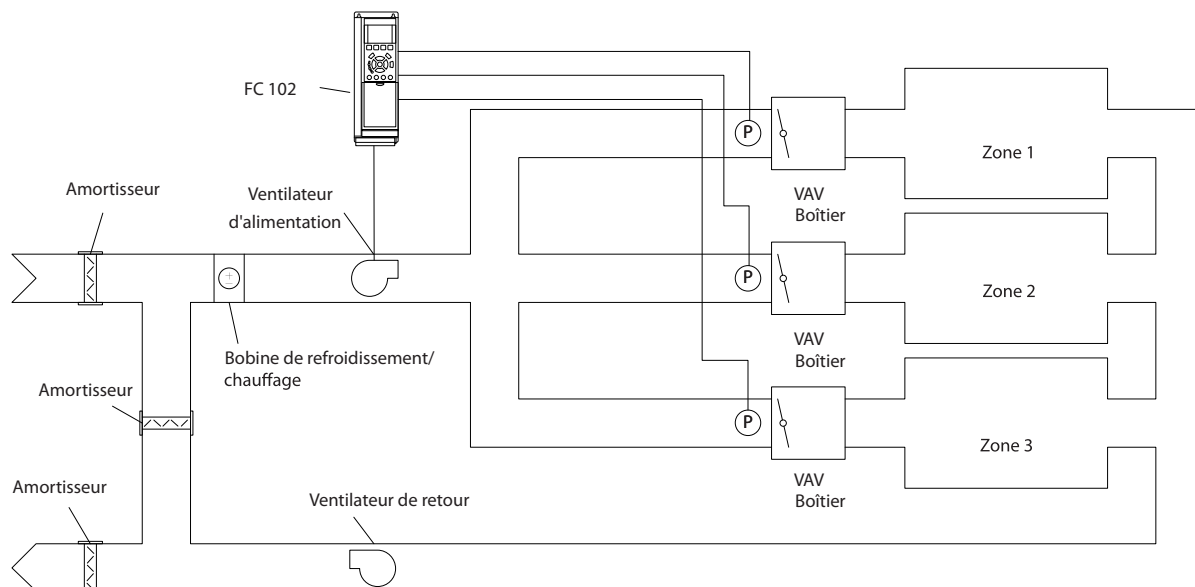 FC 102
P
Zone 1
Amortisseur
Ventilateur
d'alimentation
VAV
Boîtier
P
Zone 2
Bobine de refroidissement/
chauffage
VAV
Boîtier
Amortisseur
P
Zone 3
VAV
Boîtier
Amortisseur
Ventilateur de retour